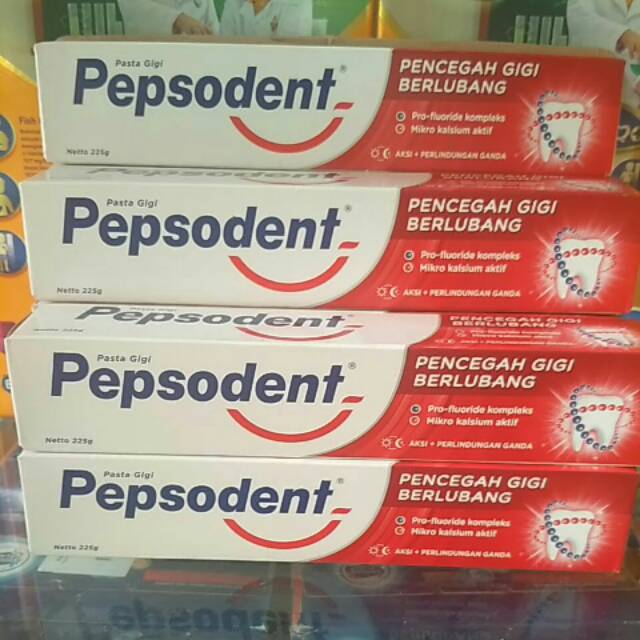 Pasta Gigi
Pepsodent®
Netto 225g
PENCEGAH GIGI
BERLUBANG
Pro-fluoride kompleks
Mikro kalsium aktif
AKSI + PERLINDUNGAN GANDA
Pasta Gigi
Pepsodent®
Netto 225g
PENCEGAH GIGI
BERLUBANG
Pro-fluoride kompleks
Mikro kalsium aktif
AKSI + PERLINDUNGAN GANDA
Pasta Gigi
Pepsodent
PENCEGAH GIGI
BERLUBANG
Pasta Gigi
Pepsodent®
Netto 225g
PENCEGAH GIGI
BERLUBANG
Pro-fluoride kompleks
Mikro kalsium aktif
AKSI + PERLINDUNGAN GANDA
Pasta Gigi
Pepsodent®
Netto 225g
PENCEGAH GIGI
BERLUBANG
Pro-fluoride kompleks
Mikro kalsium aktif
AKSI + PERLINDUNGAN GANDA